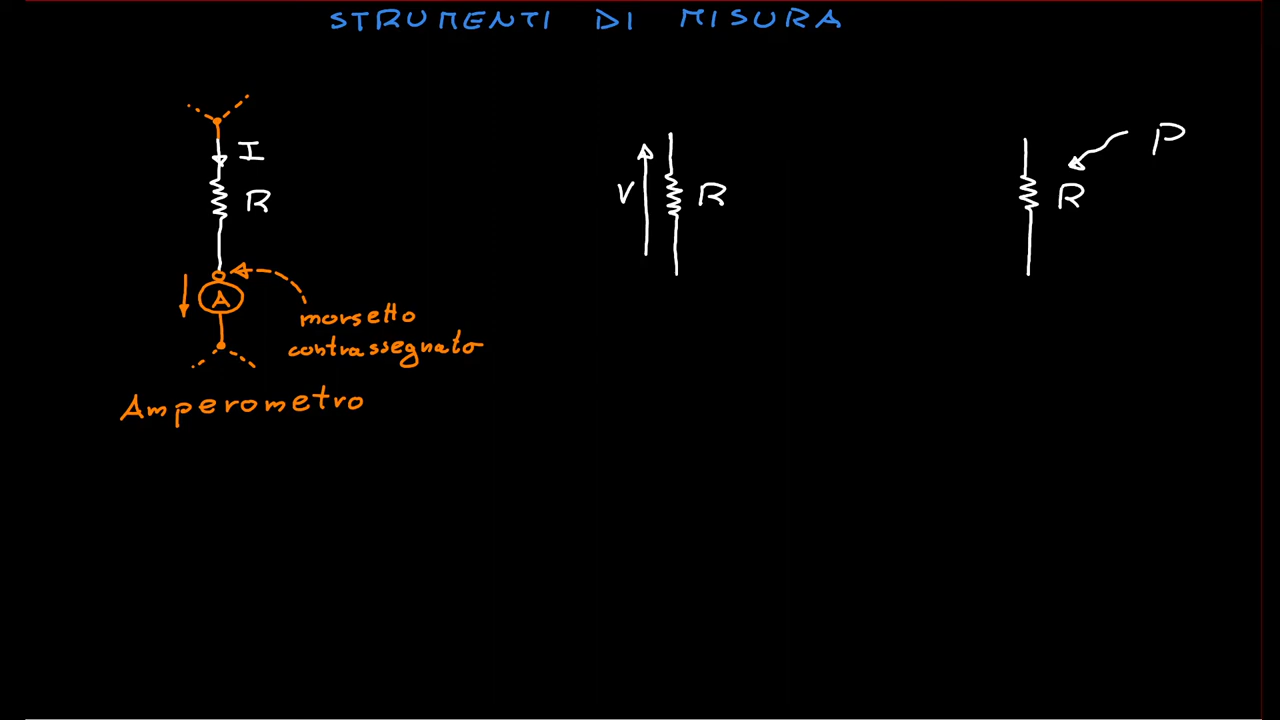 STRUMENTI DI MISURA
I
R
A
morsetto
contrassegnato
Amperometro
V
R
P
R